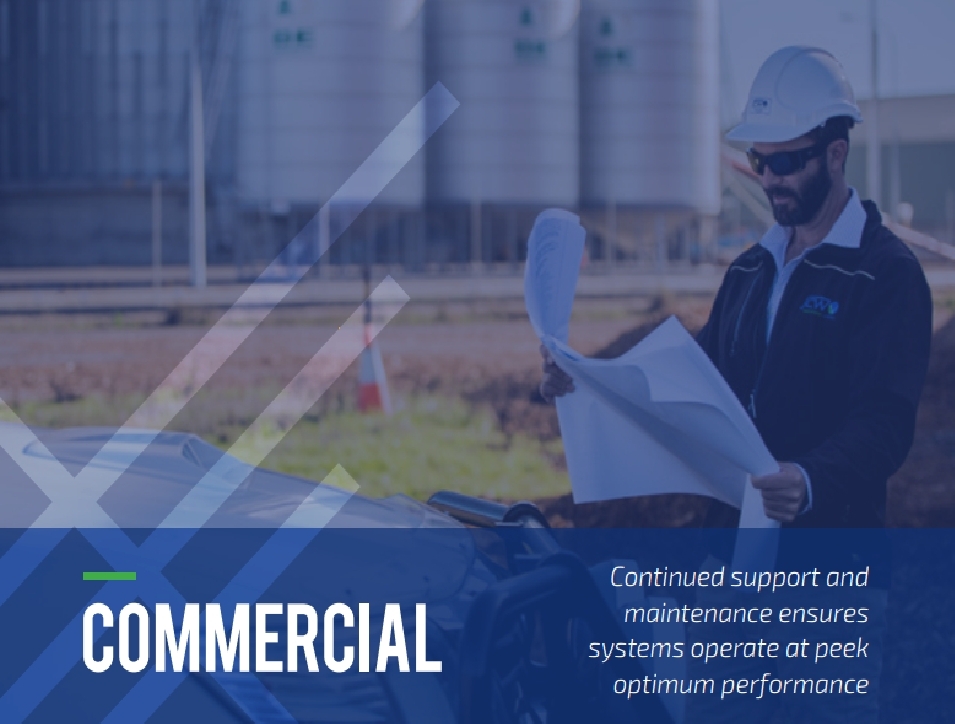 COMMERCIAL
Continued support and
maintenance ensures
systems operate at peek
optimum performance